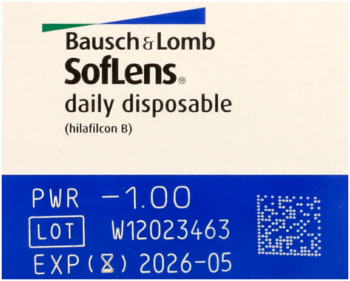 Bausch & Lomb
SofLens®
daily disposable
(hilafilcon B)
PWR -1.00
LOT W12023463
EXP (⌛) 2026-05